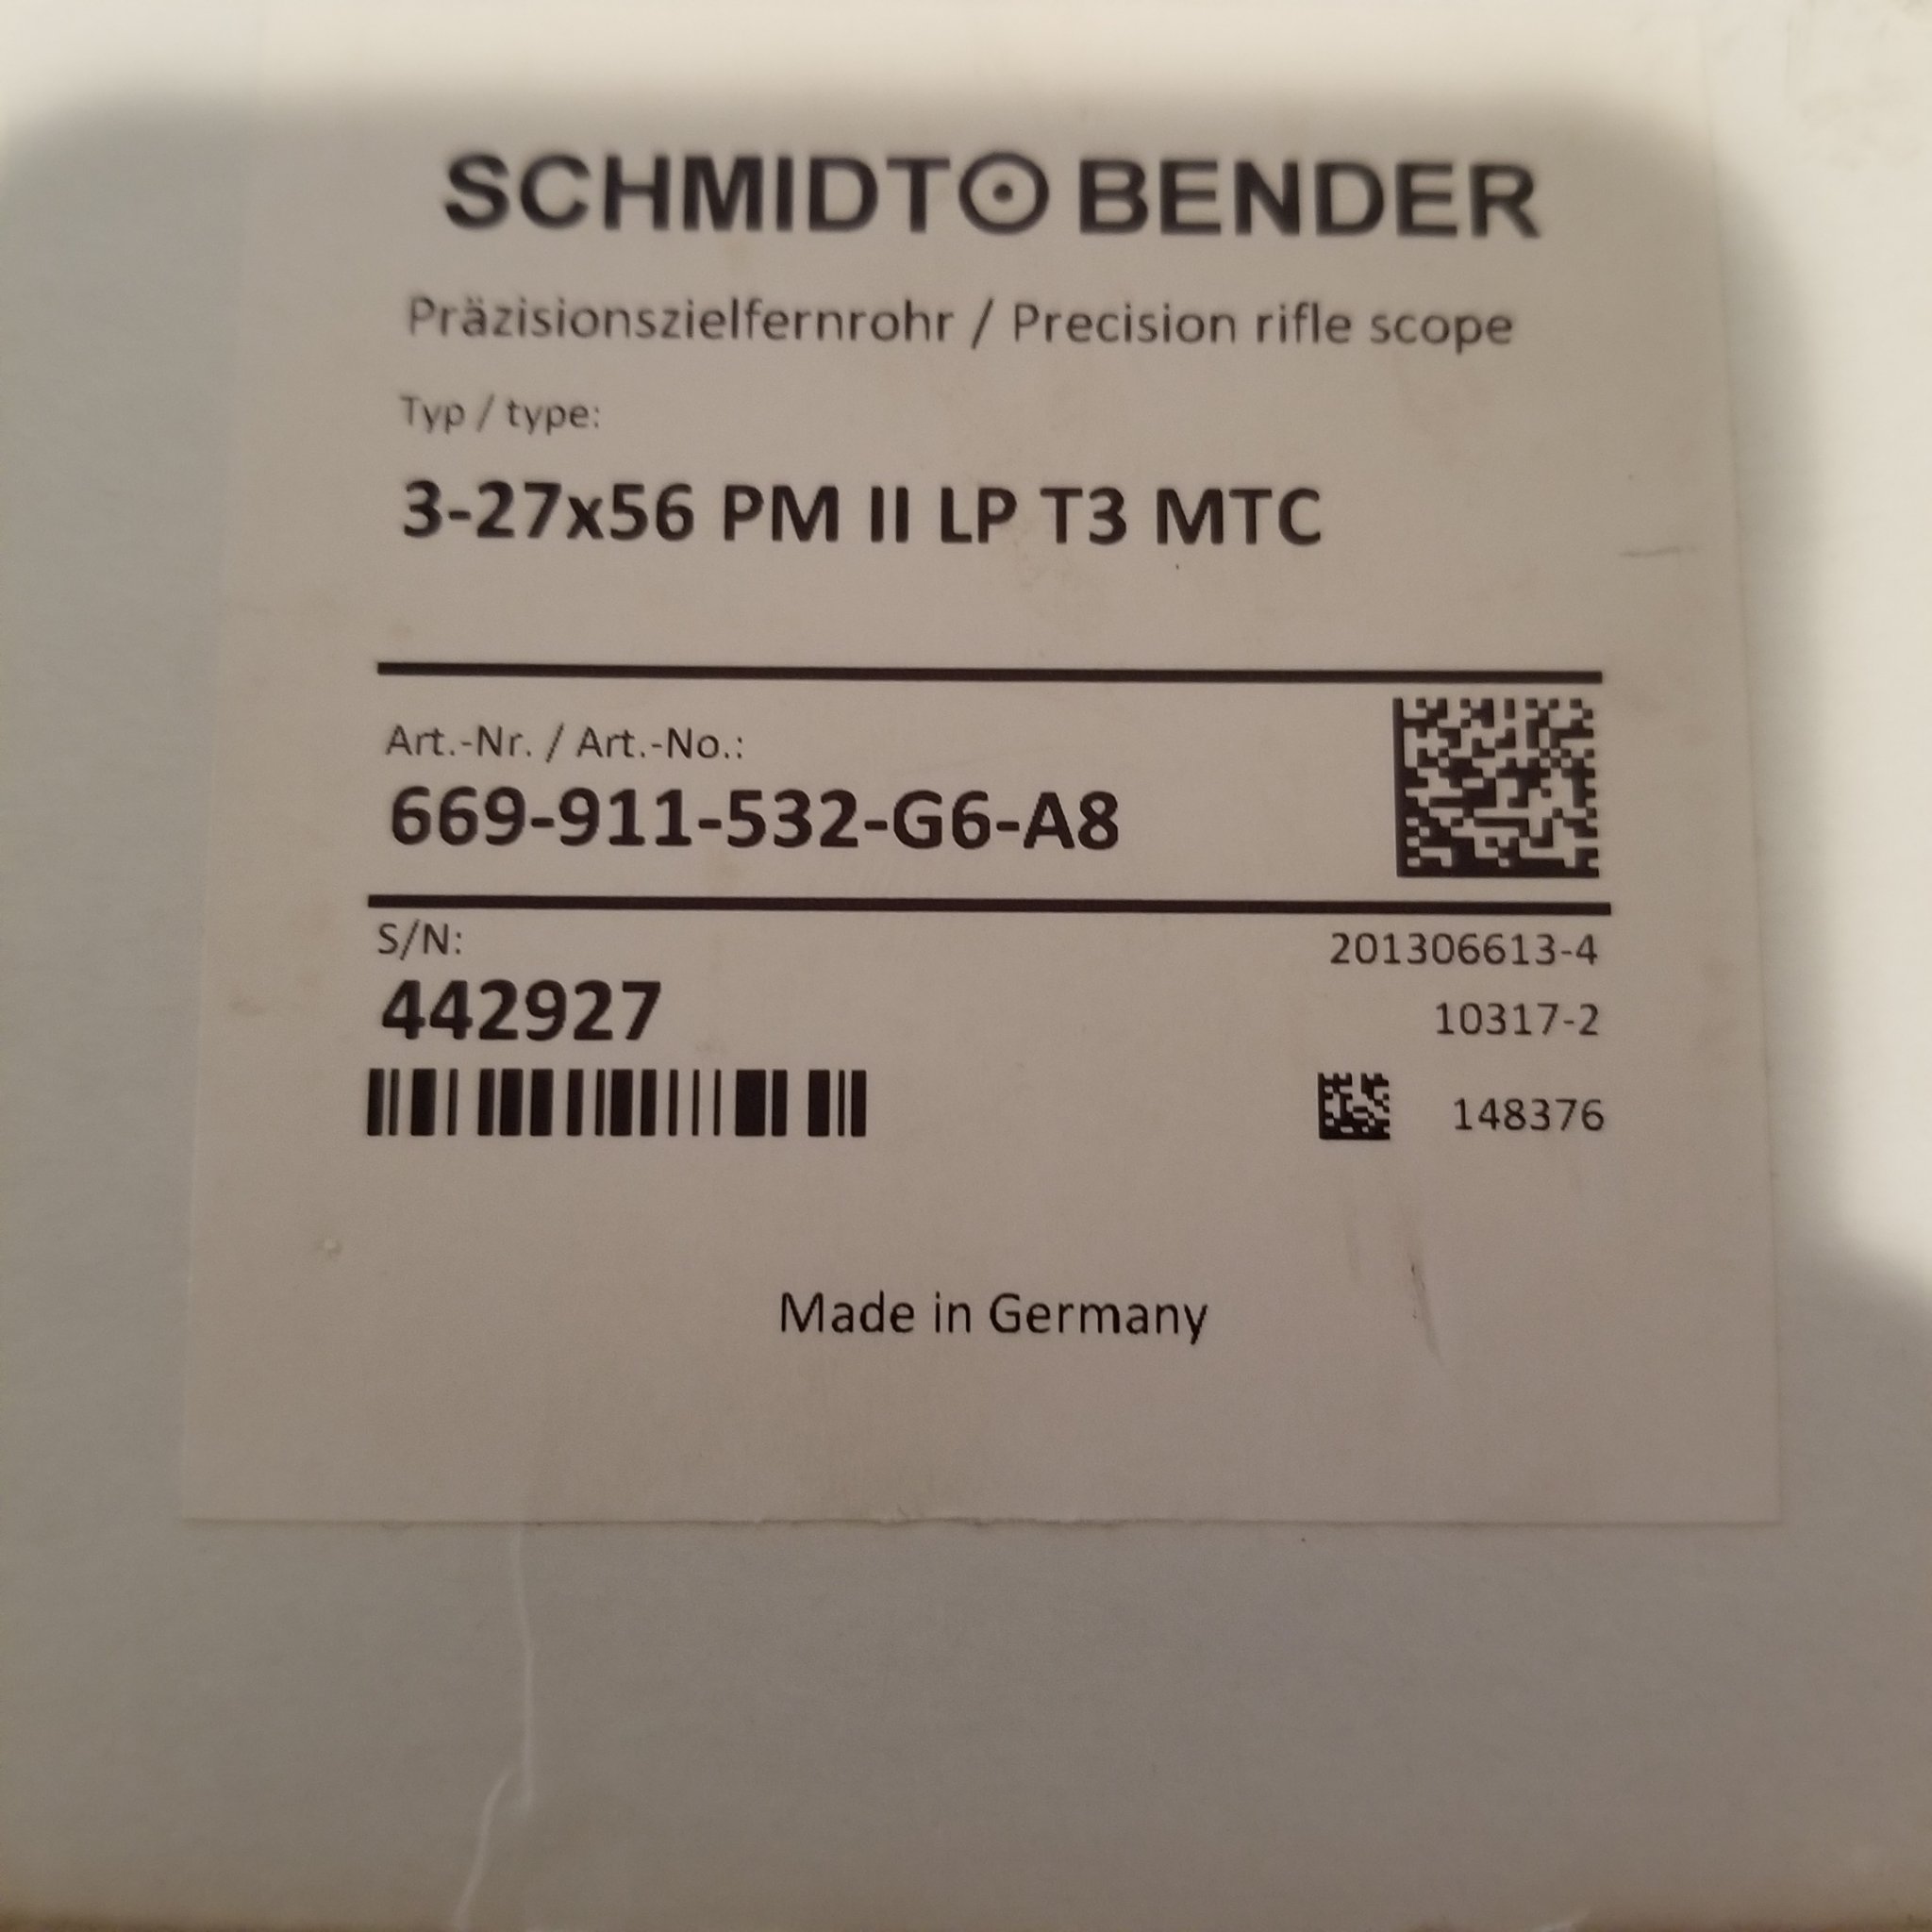 SCHMIDT BENDER
Präzisionszielfernrohr / Precision rifle scope
Typ / type:
3-27x56 PM II LP T3 MTC
Art.-Nr. / Art.-No.:
669-911-532-G6-A8
S/N:
442927
201306613-4
10317-2
148376
Made in Germany